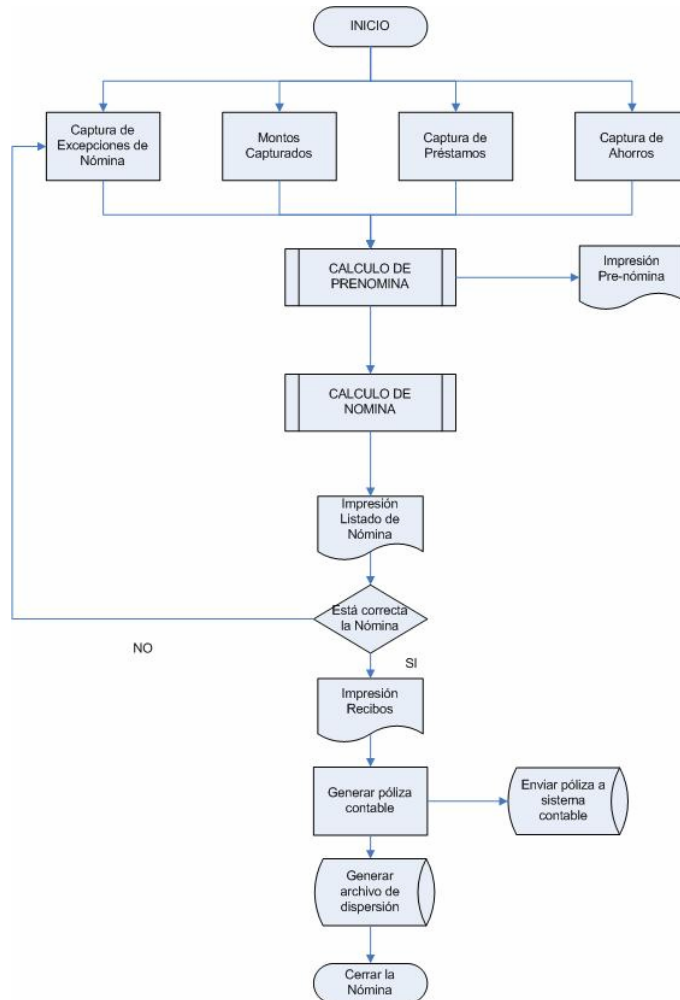 INICIO
Captura de
Excepciones de
Nómina
Montos
Capturados
Captura de
Préstamos
Captura de
Ahorros
CALCULO DE
PRENOMINA
Impresión
Pre-nómina
CALCULO DE
NOMINA
Impresión
Listado de
Nómina
Está correcta
la Nómina
NO
SI
Impresión
Recibos
Generar póliza
contable
Enviar póliza a
sistema
contable
Generar
archivo de
dispersión
Cerrar la
Nómina